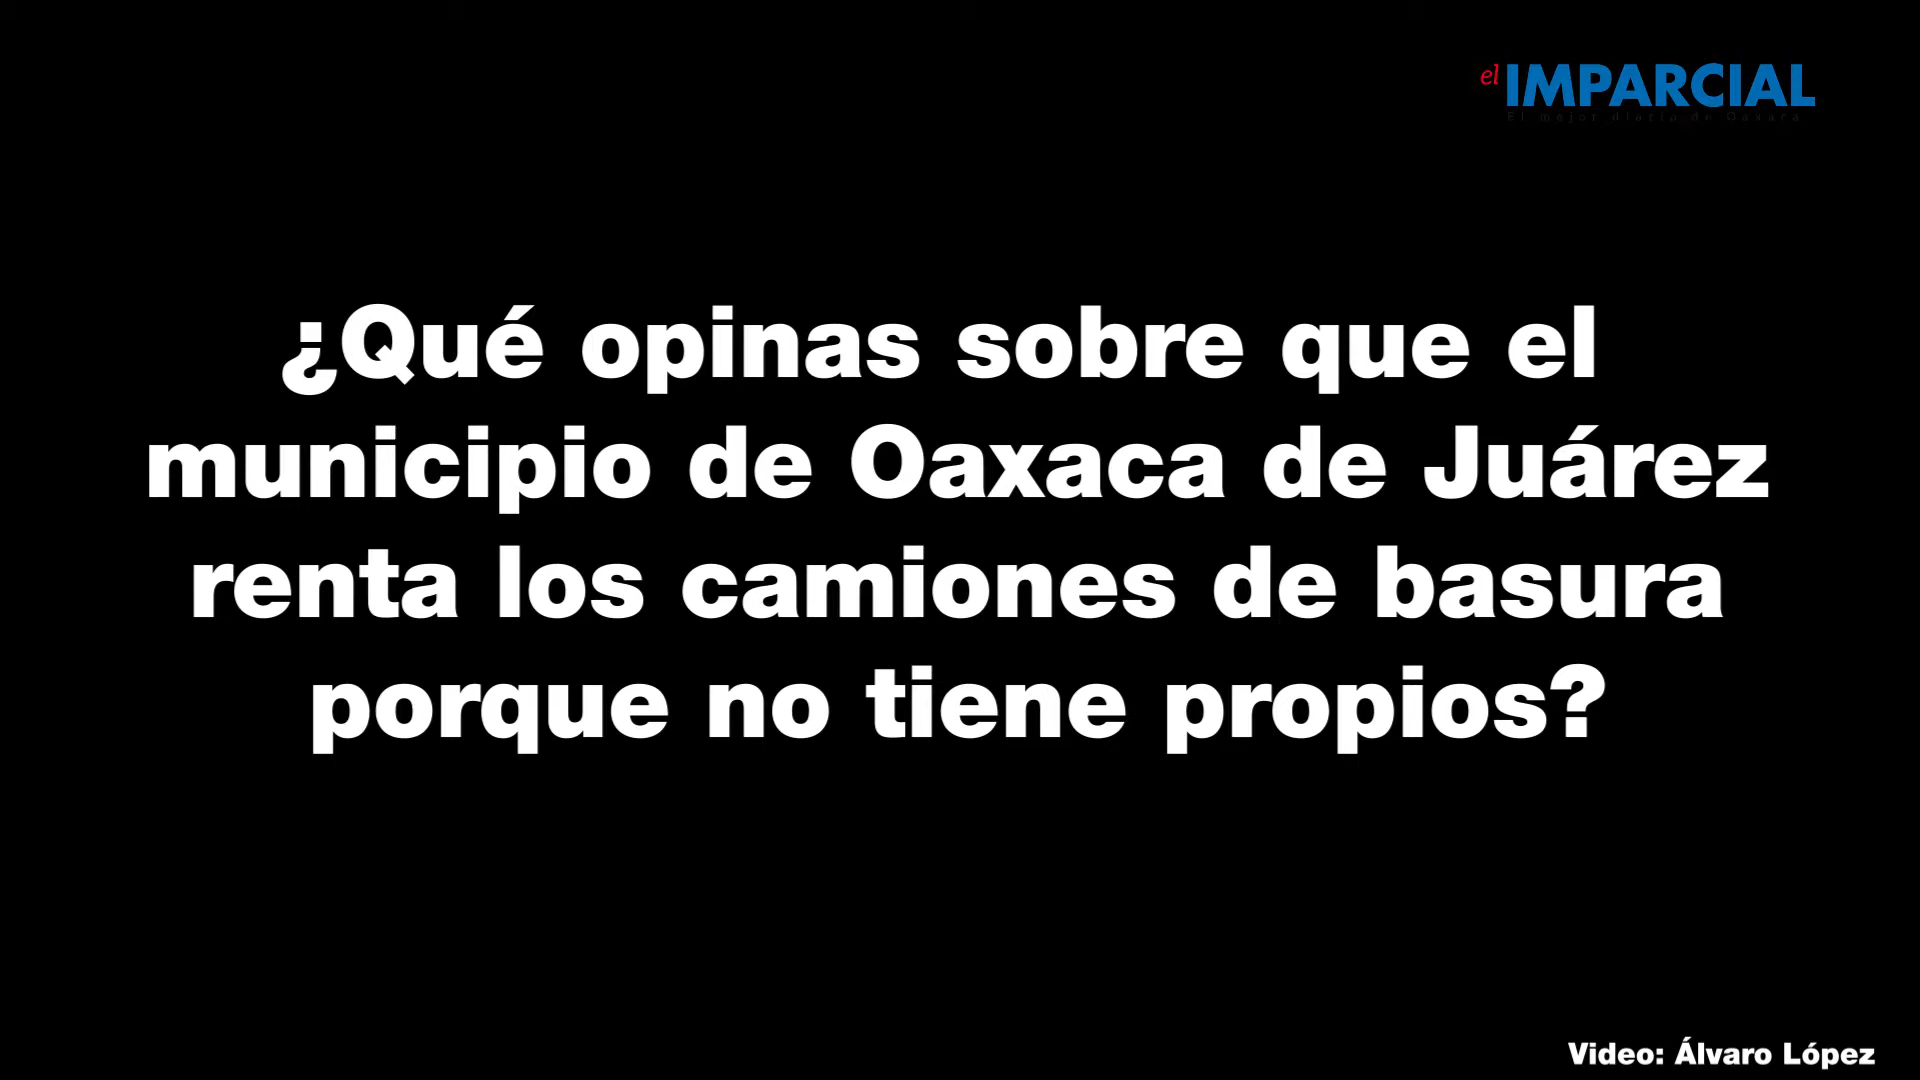 el IMPARCIAL
El mejor diario de Oaxaca
¿Qué opinas sobre que el
municipio de Oaxaca de Juárez
renta los camiones de basura
porque no tiene propios?
Video: Álvaro López